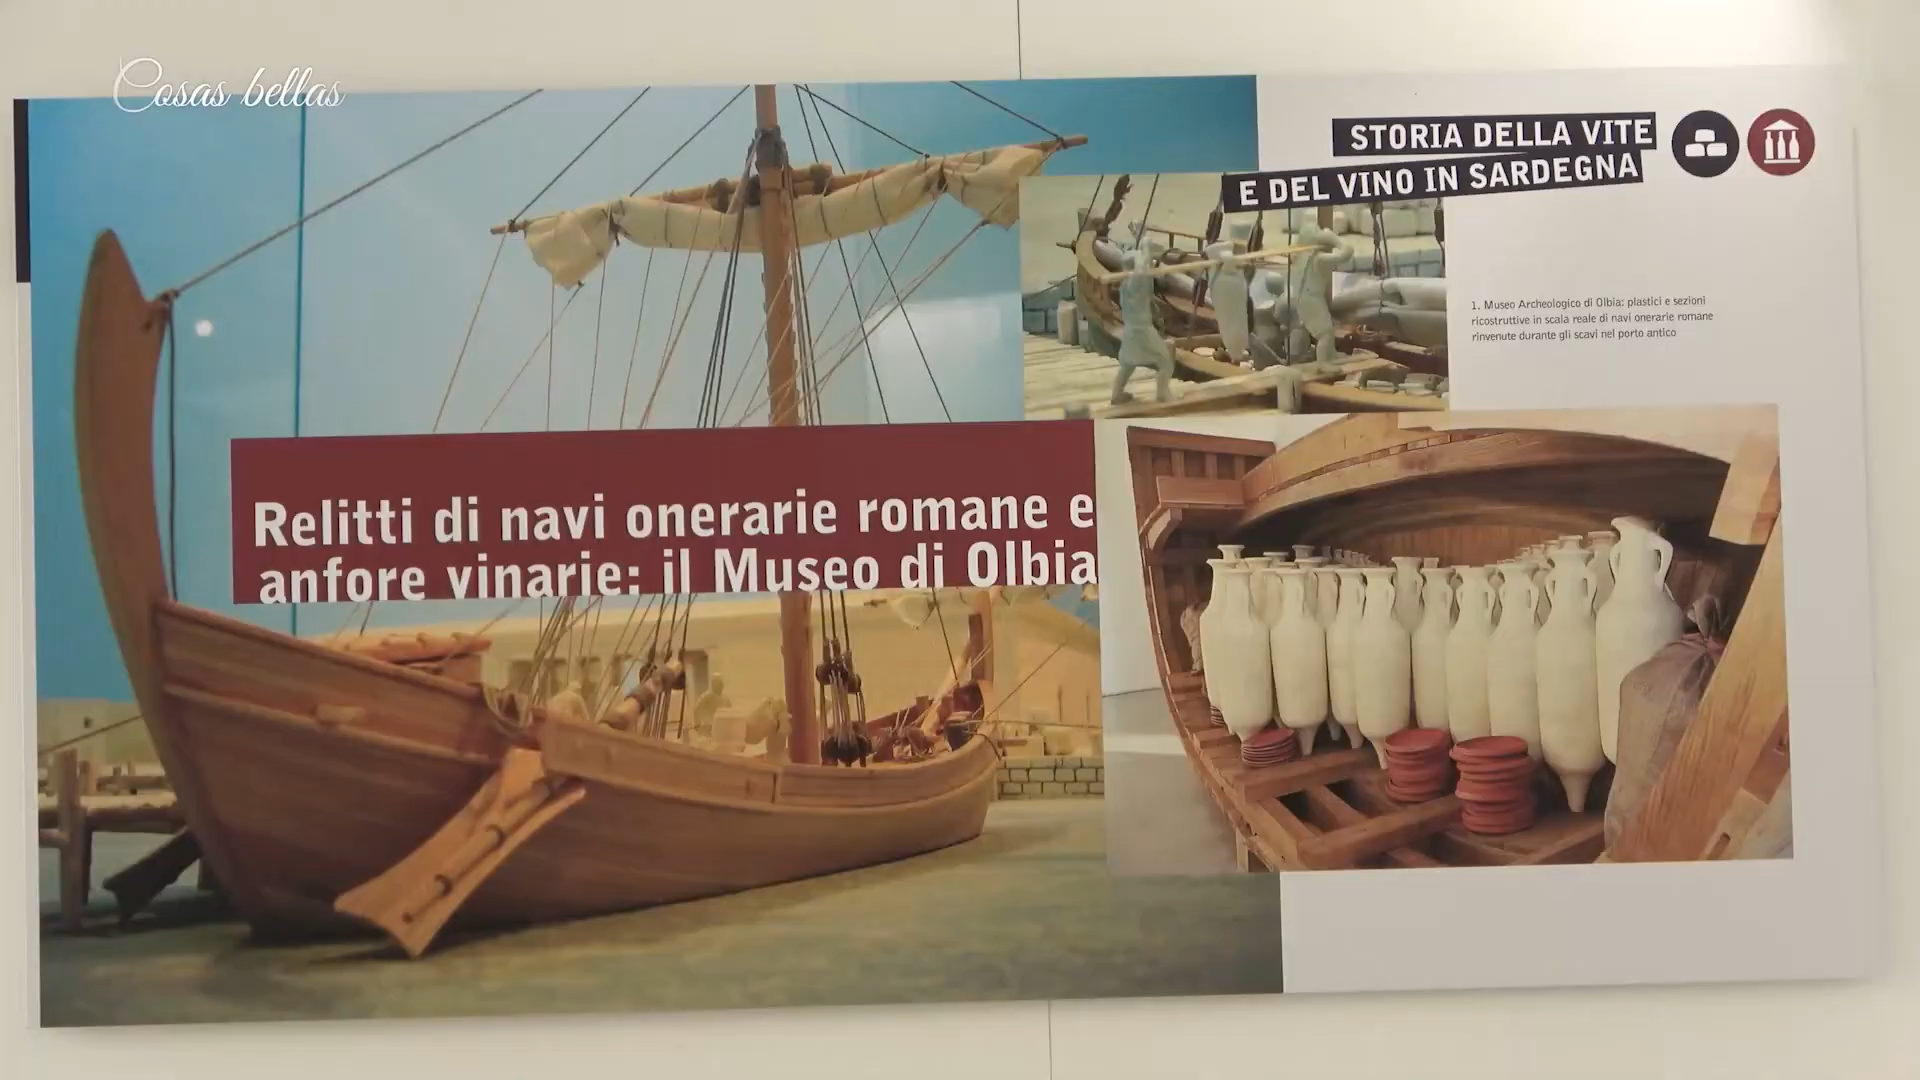 Cosas bellas
STORIA DELLA VITE
E DEL VINO IN SARDEGNA
1. Museo Archeologico di Olbia: plastici e sezioni
ricostruttive in scala reale di navi onerarie romane
rinvenute durante gli scavi nel porto antico
Relitti di navi onerarie romane e
anfore vinarie: il Museo di Olbia